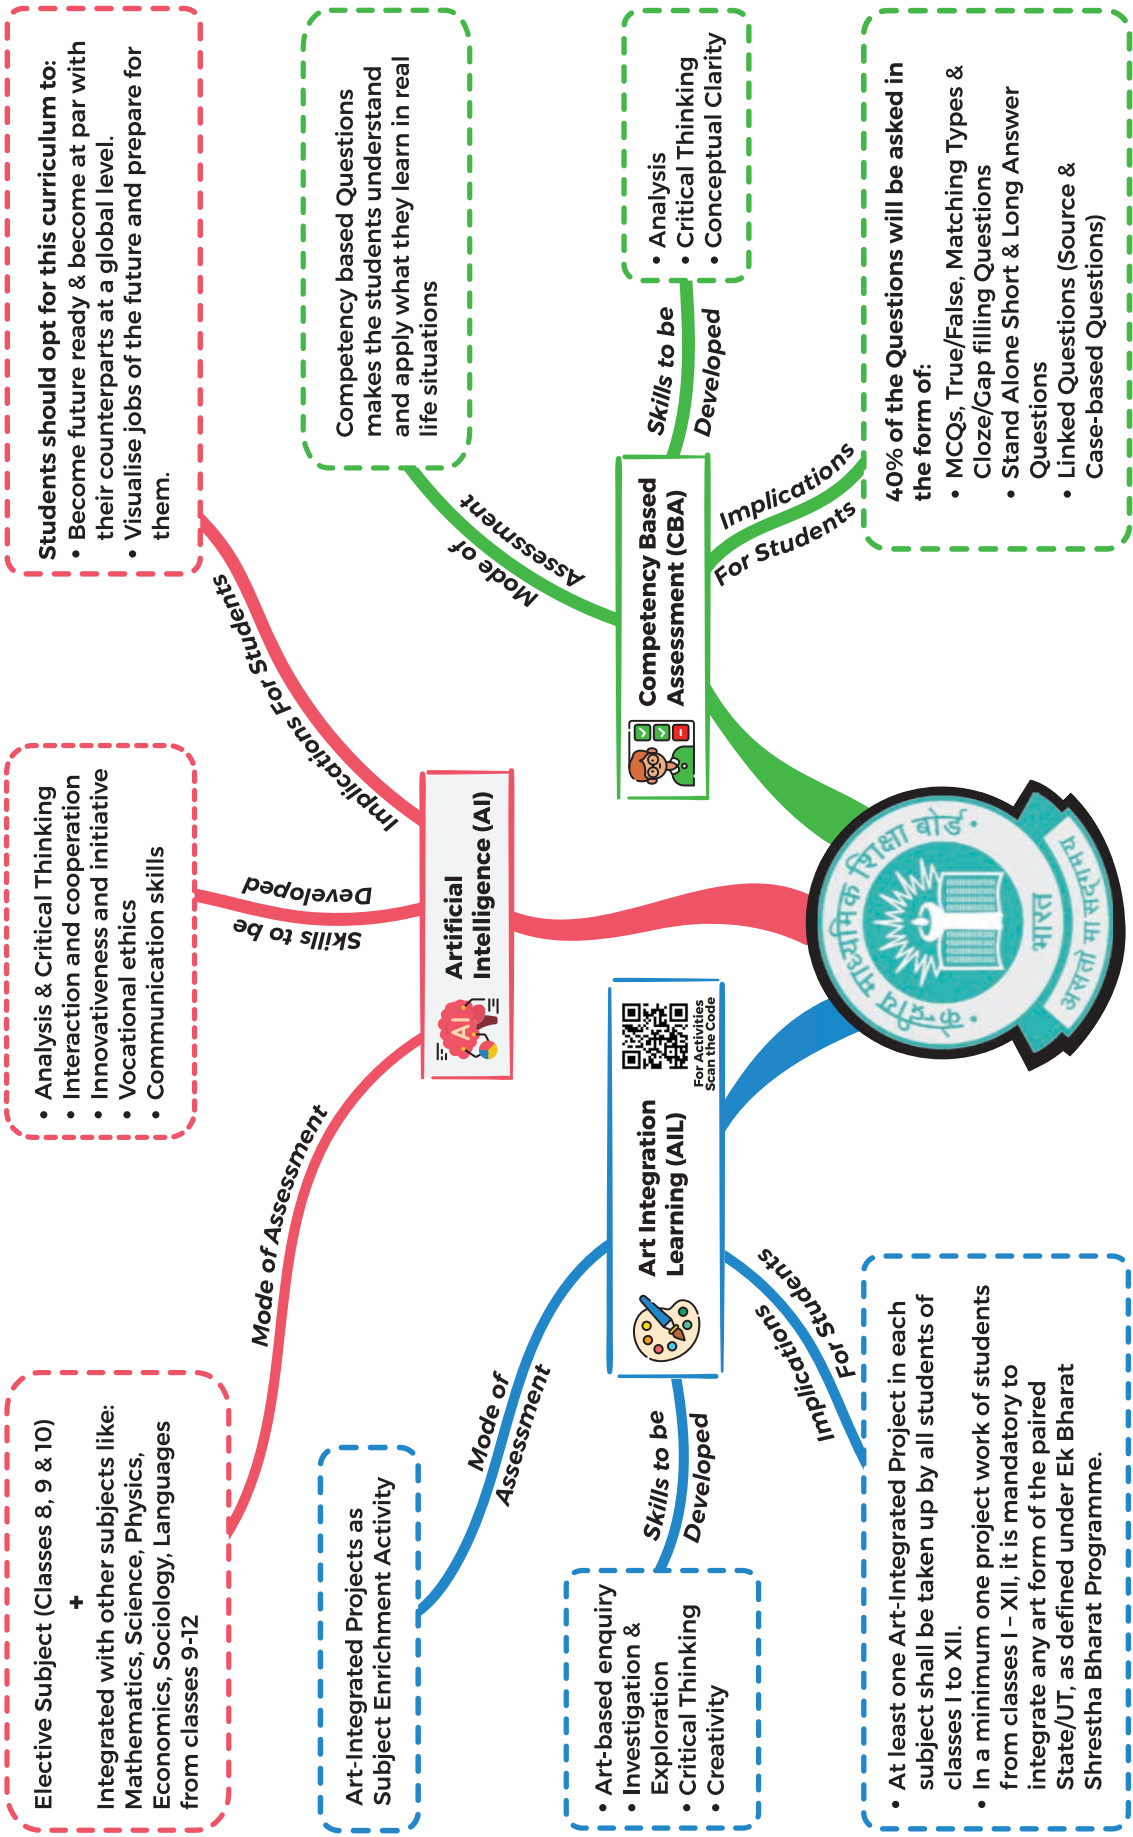 Elective Subject (Classes 8, 9 & 10)
+
Integrated with other subjects like:
Mathematics, Science, Physics,
Economics, Sociology, Languages
from classes 9-12
Mode of Assessment
• Analysis & Critical Thinking
• Interaction and cooperation
• Innovativeness and initiative
• Vocational ethics
• Communication skills
Skills to be
Developed
Students should opt for this curriculum to:
• Become future ready & become at par with
their counterparts at a global level.
• Visualise jobs of the future and prepare for
them.
Implications For Students
AI
Artificial
Intelligence (AI)
Art-Integrated Projects as
Subject Enrichment Activity
Mode of
Assessment
• Art-based enquiry
• Investigation &
Exploration
• Critical Thinking
• Creativity
Skills to be
Developed
Art Integration
Learning (AIL)
For Activities
Scan the Code
Implications
For Students
• At least one Art-Integrated Project in each
subject shall be taken up by all students of
classes I to XII.
• In a minimum one project work of students
from classes I – XII, it is mandatory to
integrate any art form of the paired
State/UT, as defined under Ek Bharat
Shrestha Bharat Programme.
Competency based Questions
makes the students understand
and apply what they learn in real
life situations
Mode of
Assessment
Competency Based
Assessment (CBA)
Skills to be
Developed
• Analysis
• Critical Thinking
• Conceptual Clarity
Implications
For Students
40% of the Questions will be asked in
the form of:
• MCQs, True/False, Matching Types &
Cloze/Gap filling Questions
• Stand Alone Short & Long Answer
Questions
• Linked Questions (Source &
Case-based Questions)
केन्द्रीय माध्यमिक शिक्षा बोर्ड
भारत
असतो मा सद्गमय